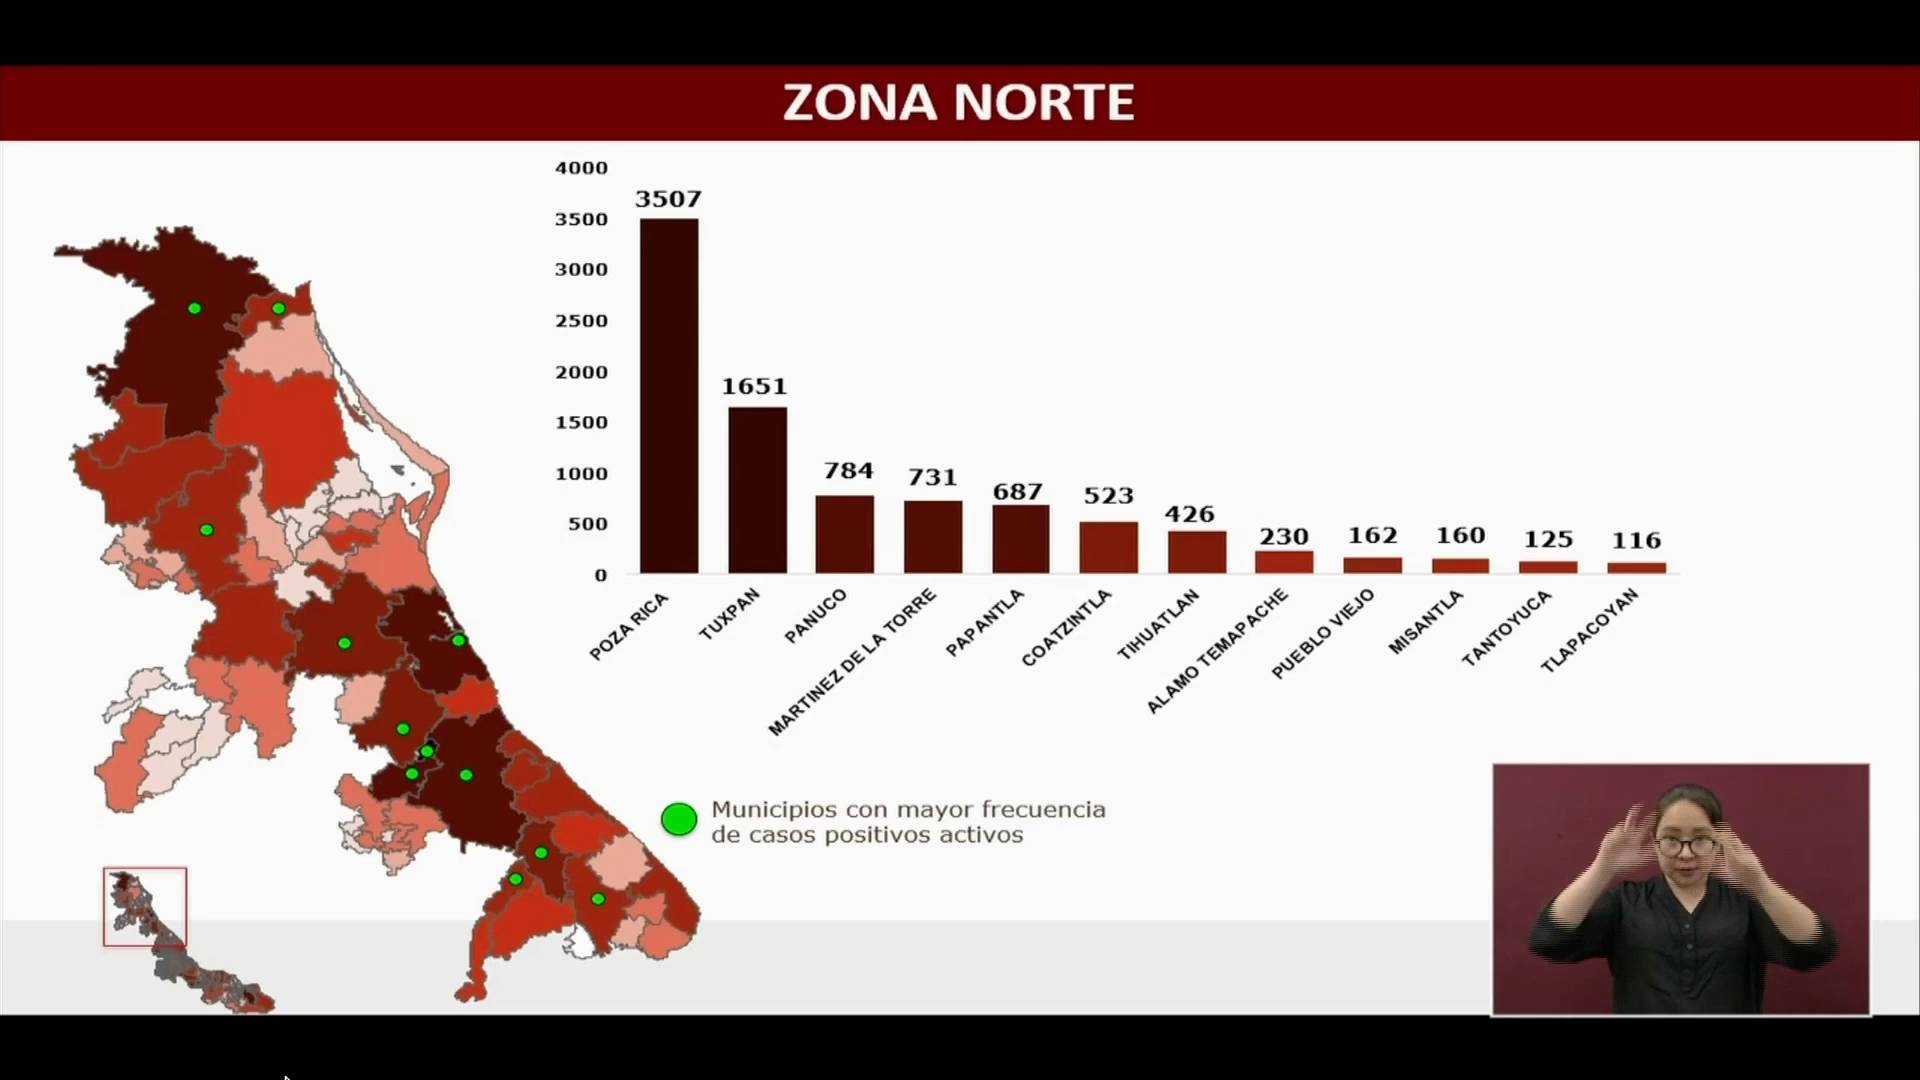 ZONA NORTE
4000
3500
3000
2500
2000
1500
1000
500
0
3507
1651
784
731
687
523
426
230
162
160
125
116
POZA RICA
TUXPAN
PANUCO
MARTINEZ DE LA TORRE
PAPANTLA
COATZINTLA
TIHUATLAN
ALAMO TEMAPACHE
PUEBLO VIEJO
MISANTLA
TANTOYUCA
TLAPACOYAN
Municipios con mayor frecuencia
de casos positivos activos